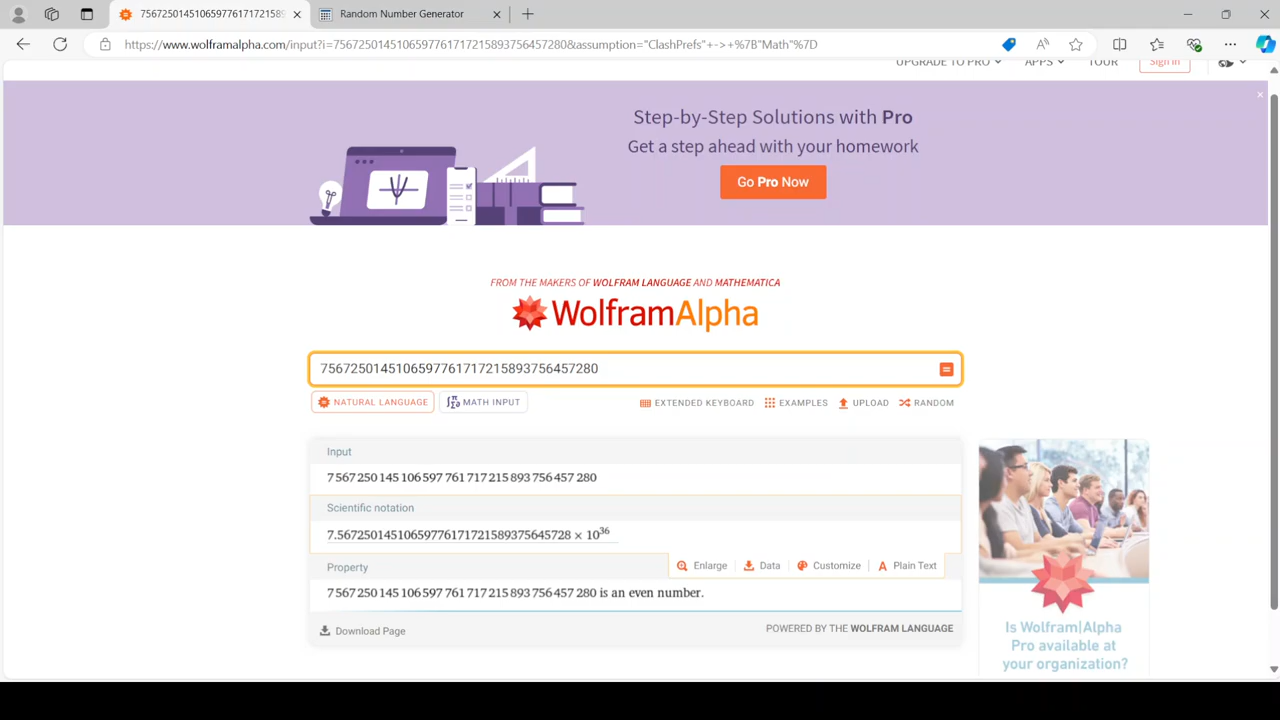 756725014510659776171721589
Random Number Generator
https://www.wolframalpha.com/input?i=7567250145106597761717215893756457280&assumption="ClashPrefs"+->+%7B"Math"%7D
UPGRADE TO PRO APPS TOUR Sign in
Step-by-Step Solutions with Pro
Get a step ahead with your homework
Go Pro Now
FROM THE MAKERS OF WOLFRAM LANGUAGE AND MATHEMATICA
WolframAlpha
7567250145106597761717215893756457280
NATURAL LANGUAGE MATH INPUT EXTENDED KEYBOARD EXAMPLES UPLOAD RANDOM
Input
7 567 250 145 106 597 761 717 215 893 756 457 280
Scientific notation
7.56725014510659776171721589375645728 × 10³⁶
Enlarge Data Customize Plain Text
Property
7 567 250 145 106 597 761 717 215 893 756 457 280 is an even number.
Download Page
POWERED BY THE WOLFRAM LANGUAGE
Is Wolfram|Alpha
Pro available at
your organization?